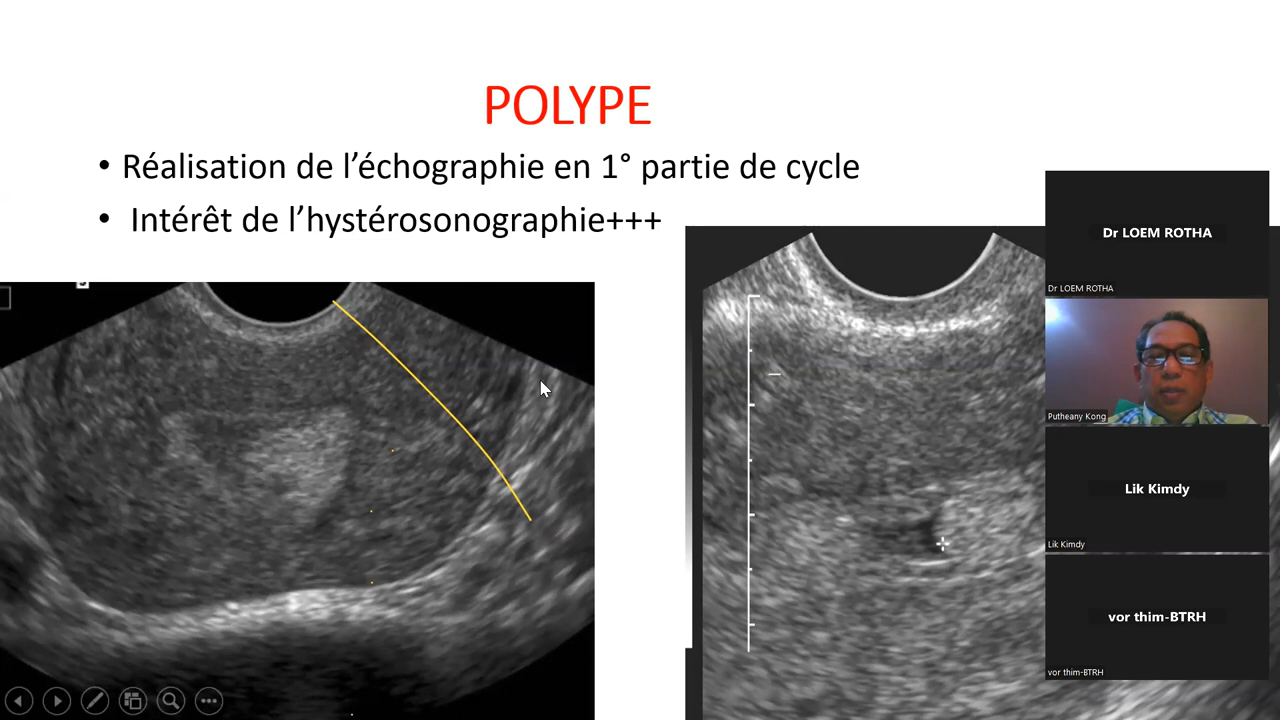 POLYPE
• Réalisation de l’échographie en 1° partie de cycle
• Intérêt de l’hystérosonographie+++
Dr LOEM ROTHA
Dr LOEM ROTHA
Putheany Kong
Lik Kimdy
Lik Kimdy
vor thim-BTRH
vor thim-BTRH